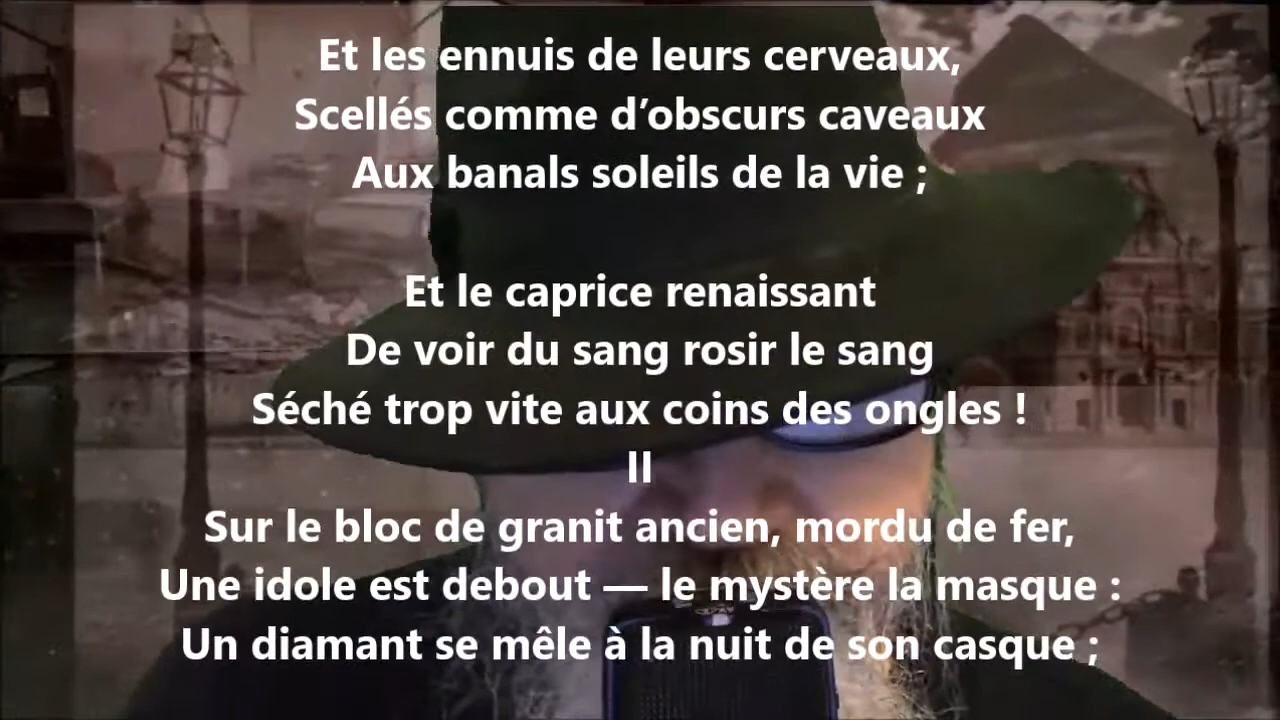 Et les ennuis de leurs cerveaux,
Scellés comme d’obscurs caveaux
Aux banals soleils de la vie ;
Et le caprice renaissant
De voir du sang rosir le sang
Séché trop vite aux coins des ongles !
II
Sur le bloc de granit ancien, mordu de fer,
Une idole est debout — le mystère la masque :
Un diamant se mêle à la nuit de son casque ;